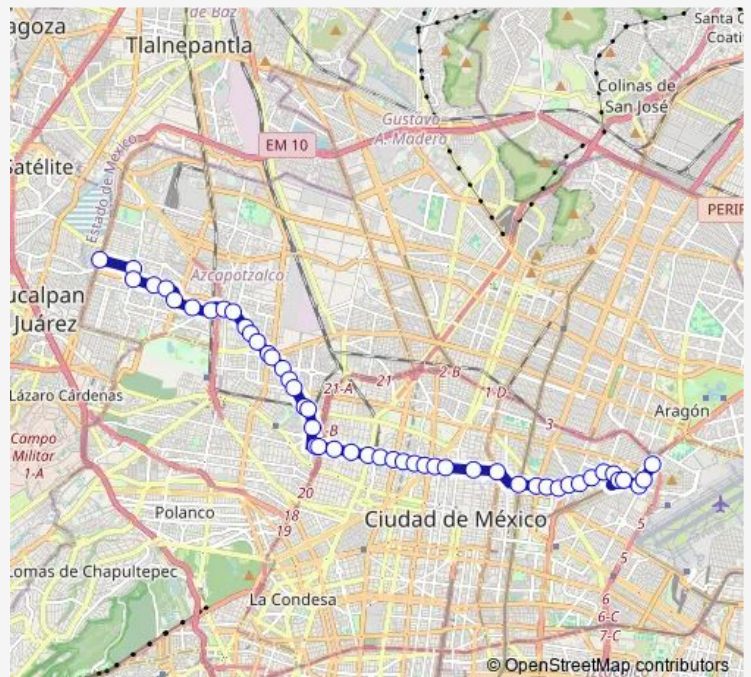 de Baz
agoza
Tlalnepantla
Santa C
Coati
Colinas de
San José
Gustavo
A. Madero
EM 10
Satélite
Estado de México
PERIF
Azcapotzalco
ucalpan
Juárez
Lázaro Cárdenas
21-A
21
2-B
1-D
3
Aragón
Campo
Militar
1-A
-B
20
Polanco
18
19
Ciudad de México
5
5
Lomas de Chapultepec
La Condesa
6-C
7-C
Iztacalco
© OpenStreetMap contributors